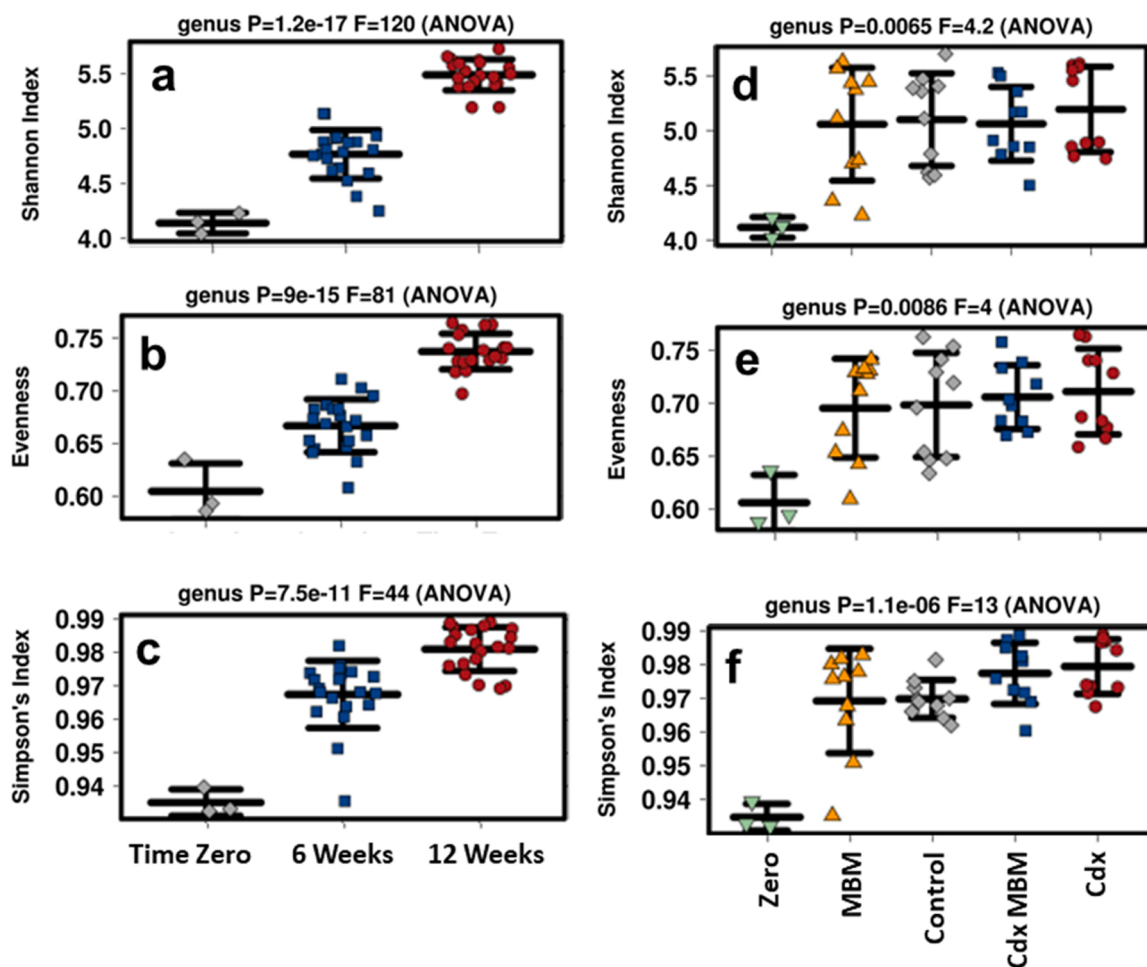 genus P=1.2e-17 F=120 (ANOVA)
a
Shannon Index
5.5
5.0
4.5
4.0
genus P=9e-15 F=81 (ANOVA)
b
Evenness
0.75
0.70
0.65
0.60
genus P=7.5e-11 F=44 (ANOVA)
c
Simpson's Index
0.99
0.98
0.97
0.96
0.95
0.94
Time Zero 6 Weeks 12 Weeks
genus P=0.0065 F=4.2 (ANOVA)
d
Shannon Index
5.5
5.0
4.5
4.0
genus P=0.0086 F=4 (ANOVA)
e
Evenness
0.75
0.70
0.65
0.60
genus P=1.1e-06 F=13 (ANOVA)
f
Simpson's Index
0.99
0.98
0.97
0.96
0.95
0.94
Zero
MBM
Control
Cdx MBM
Cdx